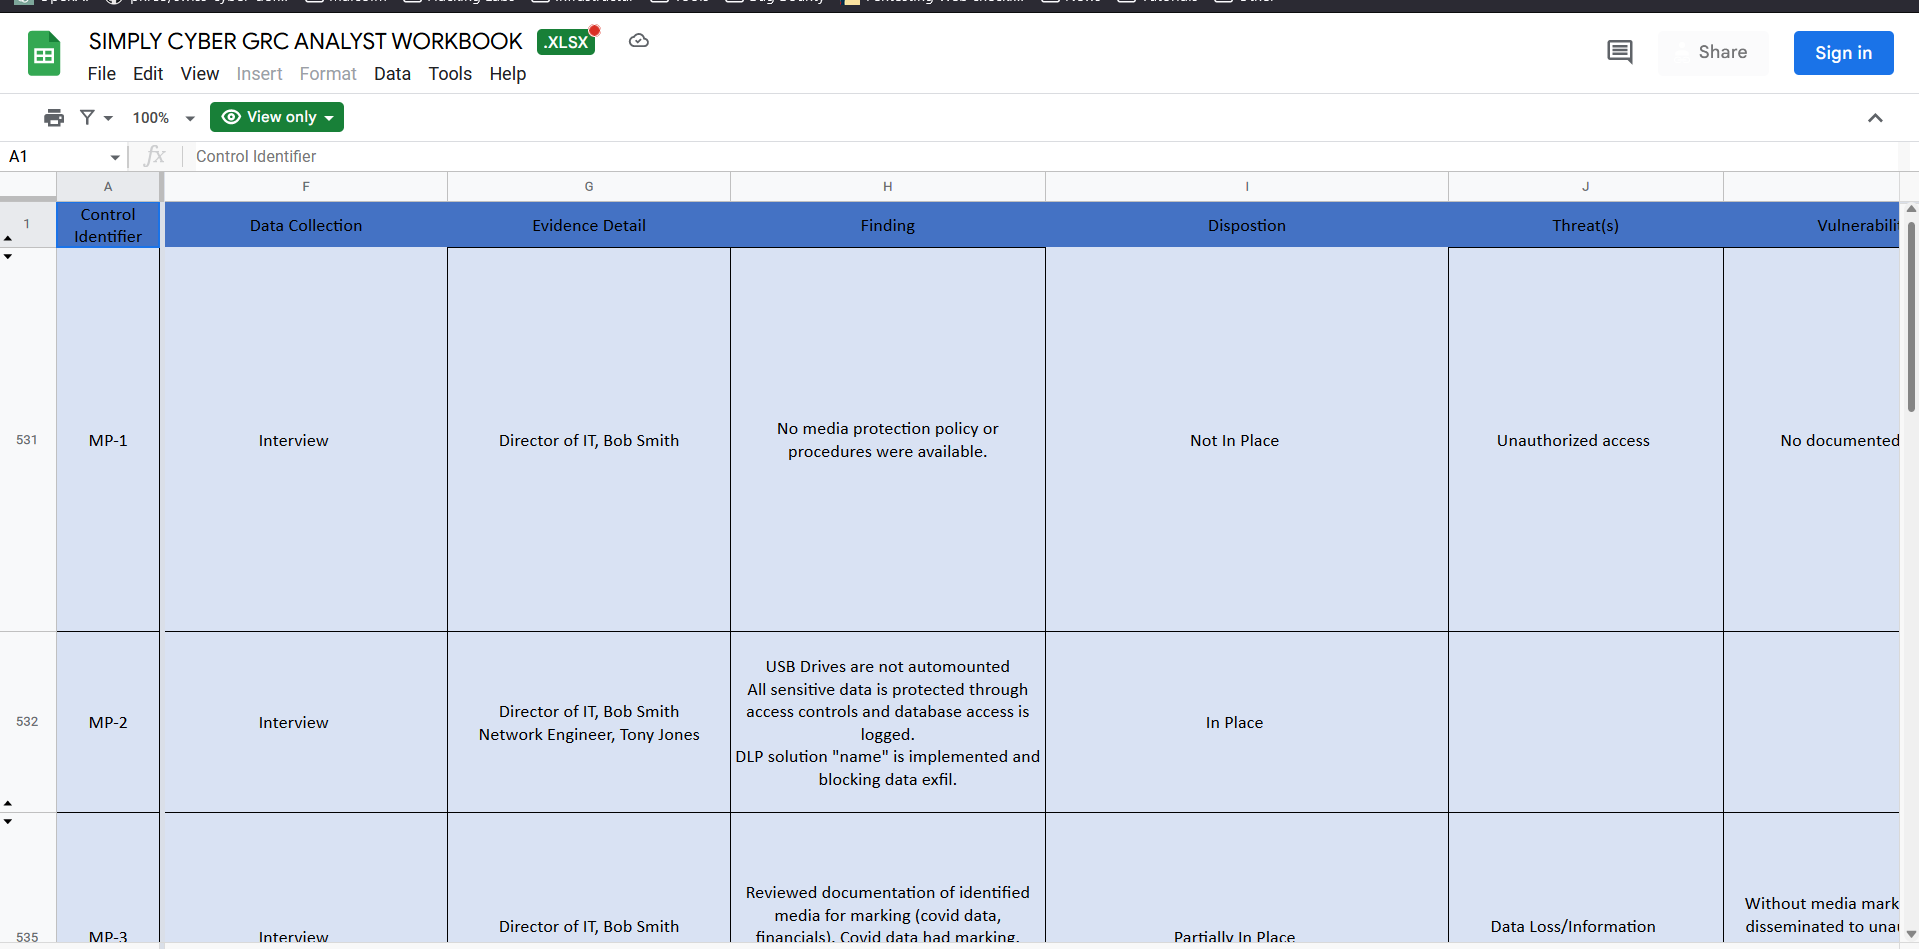 SIMPLY CYBER GRC ANALYST WORKBOOK .XLSX
File Edit View Insert Format Data Tools Help
Share
Sign in
100%
View only
A1
fx
Control Identifier
A F G H I J
1
Control
Identifier
Data Collection
Evidence Detail
Finding
Dispostion
Threat(s)
531
MP-1
Interview
Director of IT, Bob Smith
No media protection policy or
procedures were available.
Not In Place
Unauthorized access
No documented
532
MP-2
Interview
Director of IT, Bob Smith
Network Engineer, Tony Jones
USB Drives are not automounted
All sensitive data is protected through
access controls and database access is
logged.
DLP solution "name" is implemented and
blocking data exfil.
In Place
535
MP-3
Interview
Director of IT, Bob Smith
Reviewed documentation of identified
media for marking (covid data,
financials). Covid data had marking.
Partially In Place
Data Loss/Information
Without media mark
disseminated to